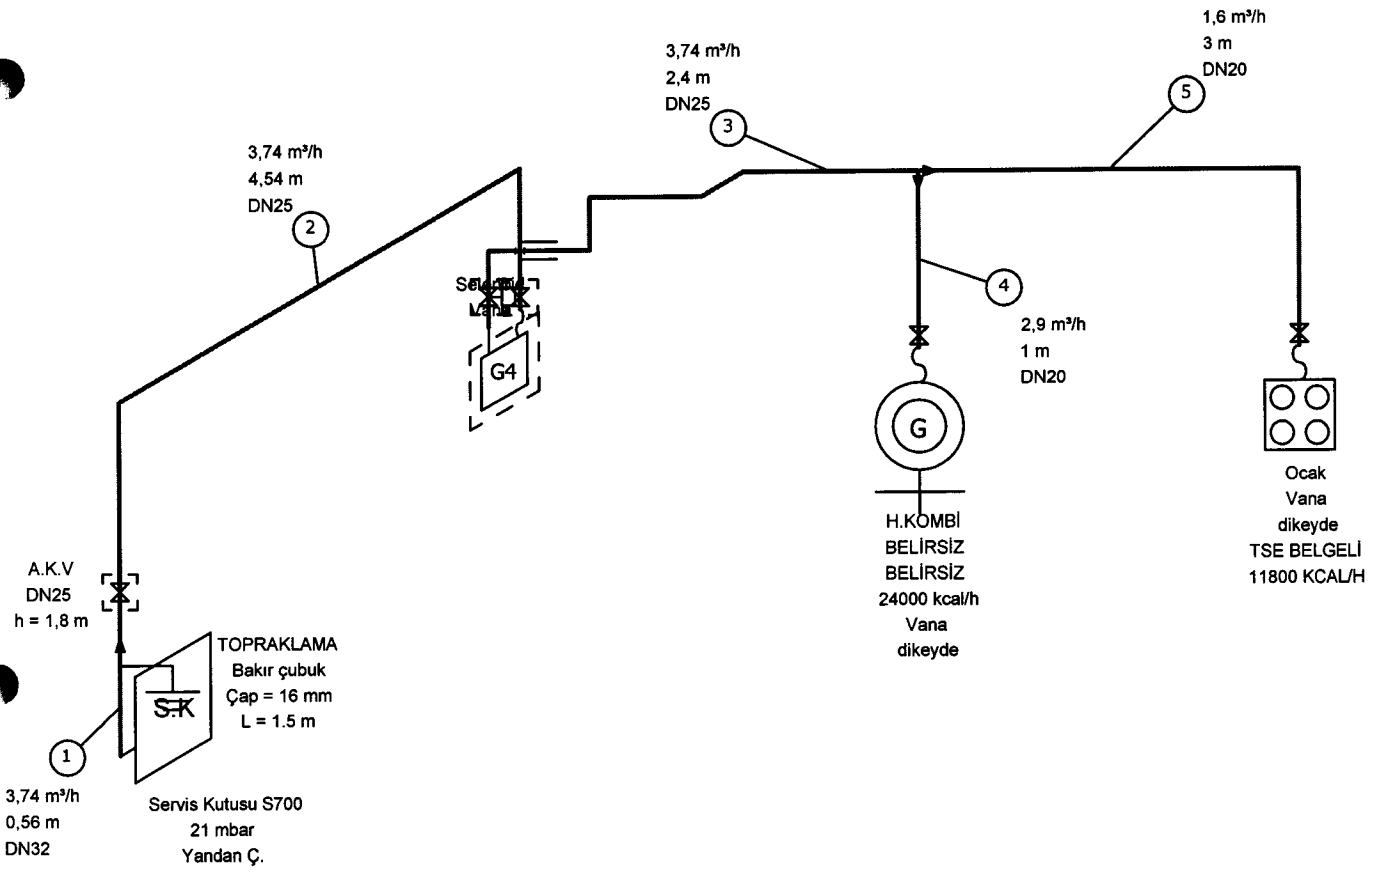 1,6 m³/h
3 m
DN20
5
3,74 m³/h
2,4 m
DN25
3
3,74 m³/h
4,54 m
DN25
2
Selenoid
Vana
G4
4
2,9 m³/h
1 m
DN20
G
H.KOMBİ
BELİRSİZ
BELİRSİZ
24000 kcal/h
Vana
dikeyde
Ocak
Vana
dikeyde
TSE BELGELİ
11800 KCAL/H
A.K.V
DN25
h = 1,8 m
TOPRAKLAMA
Bakır çubuk
Çap = 16 mm
L = 1.5 m
S.K
1
3,74 m³/h
0,56 m
DN32
Servis Kutusu S700
21 mbar
Yandan Ç.